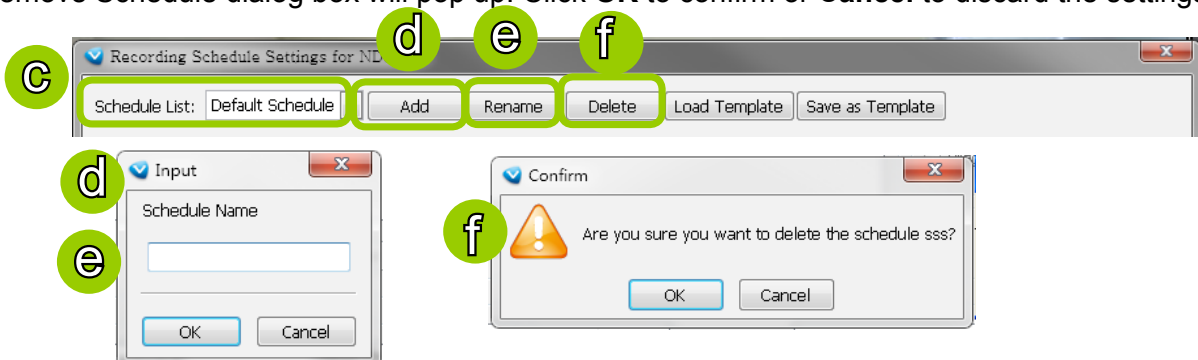 emove Schedule dialog box will pop up. Click OK to confirm or Cancel to discard the settings
d e f
c
Recording Schedule Settings for ND
Schedule List: Default Schedule Add Rename Delete Load Template Save as Template
d
Input
Confirm
Schedule Name
f
Are you sure you want to delete the schedule sss?
e
OK Cancel
OK Cancel